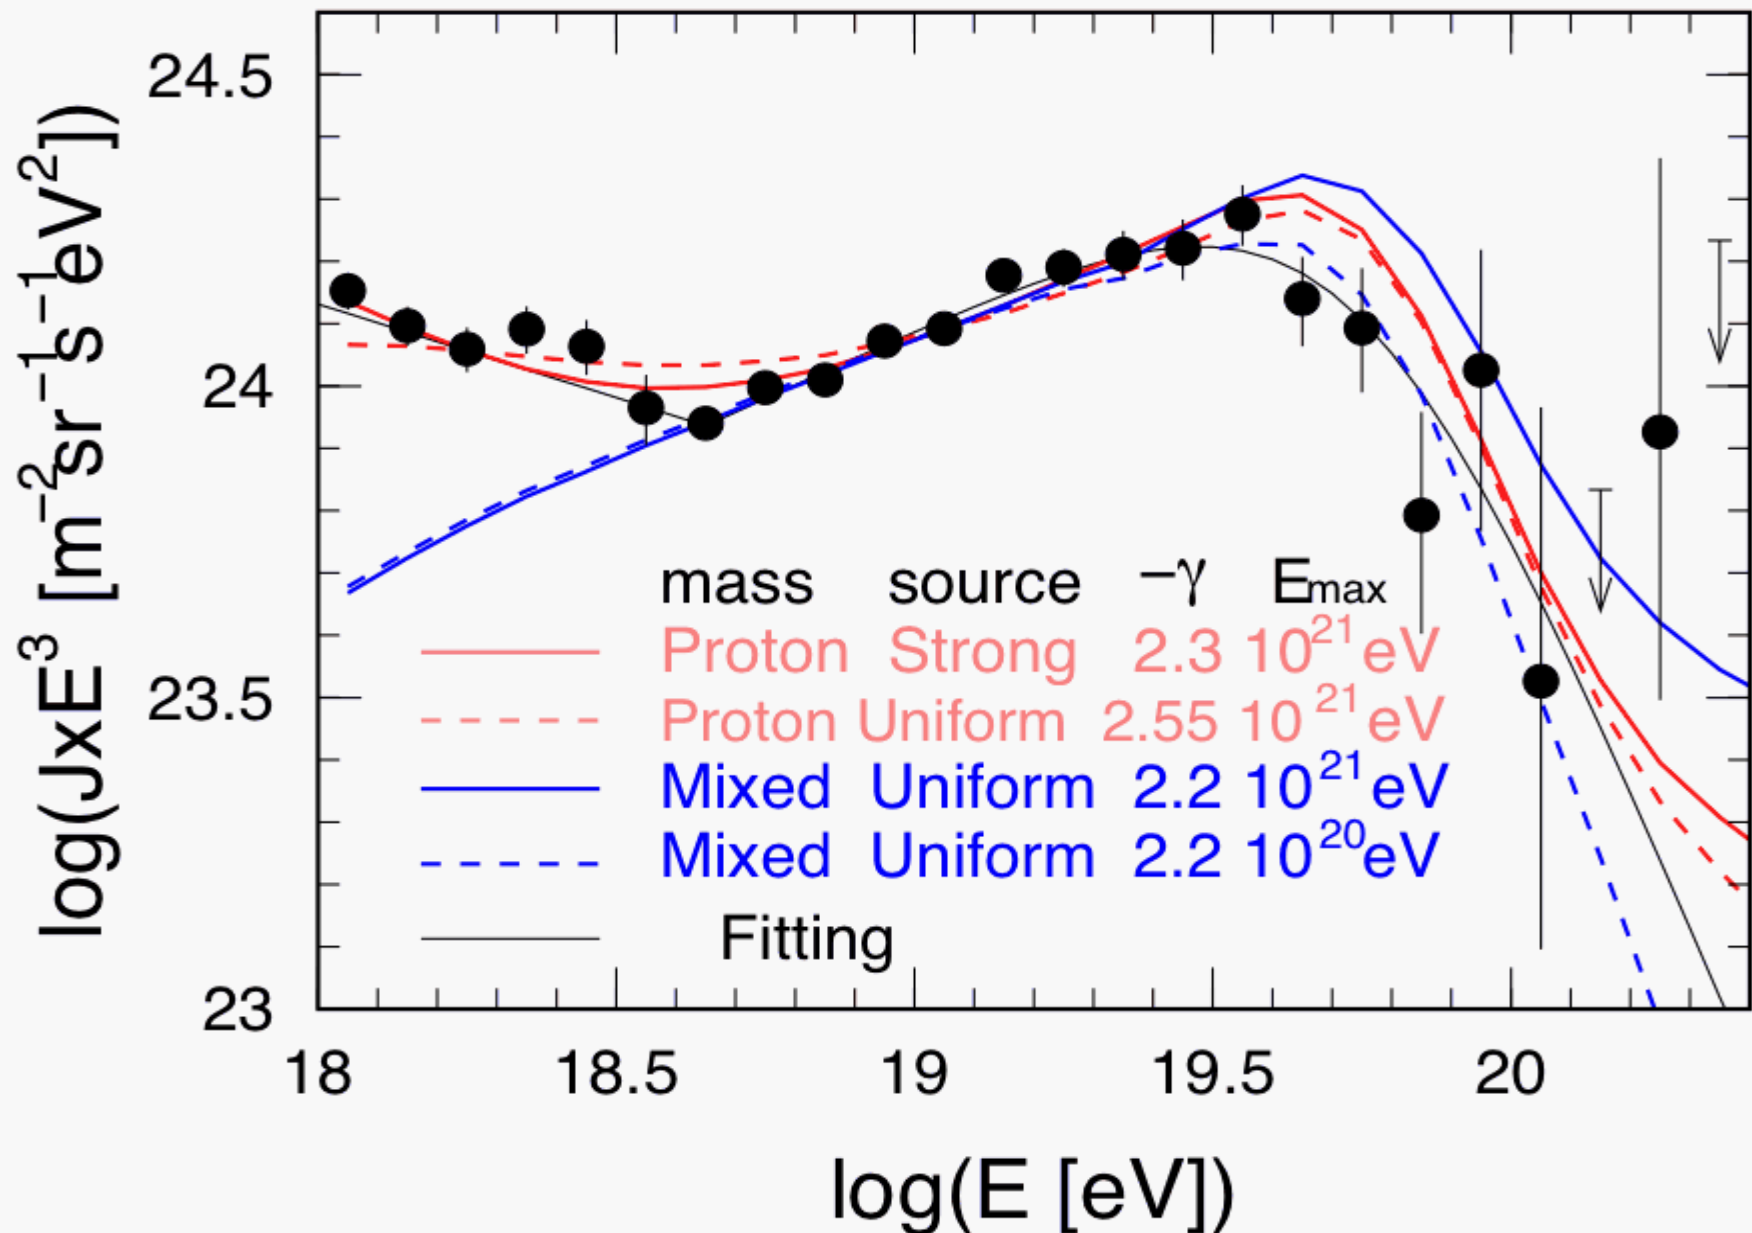 log(JxE³ [m⁻²sr⁻¹s⁻¹eV²])
24.5
24
23.5
23
mass source −γ Emax
Proton Strong 2.3 10²¹eV
Proton Uniform 2.55 10²¹eV
Mixed Uniform 2.2 10²¹eV
Mixed Uniform 2.2 10²⁰eV
Fitting
18 18.5 19 19.5 20
log(E [eV])